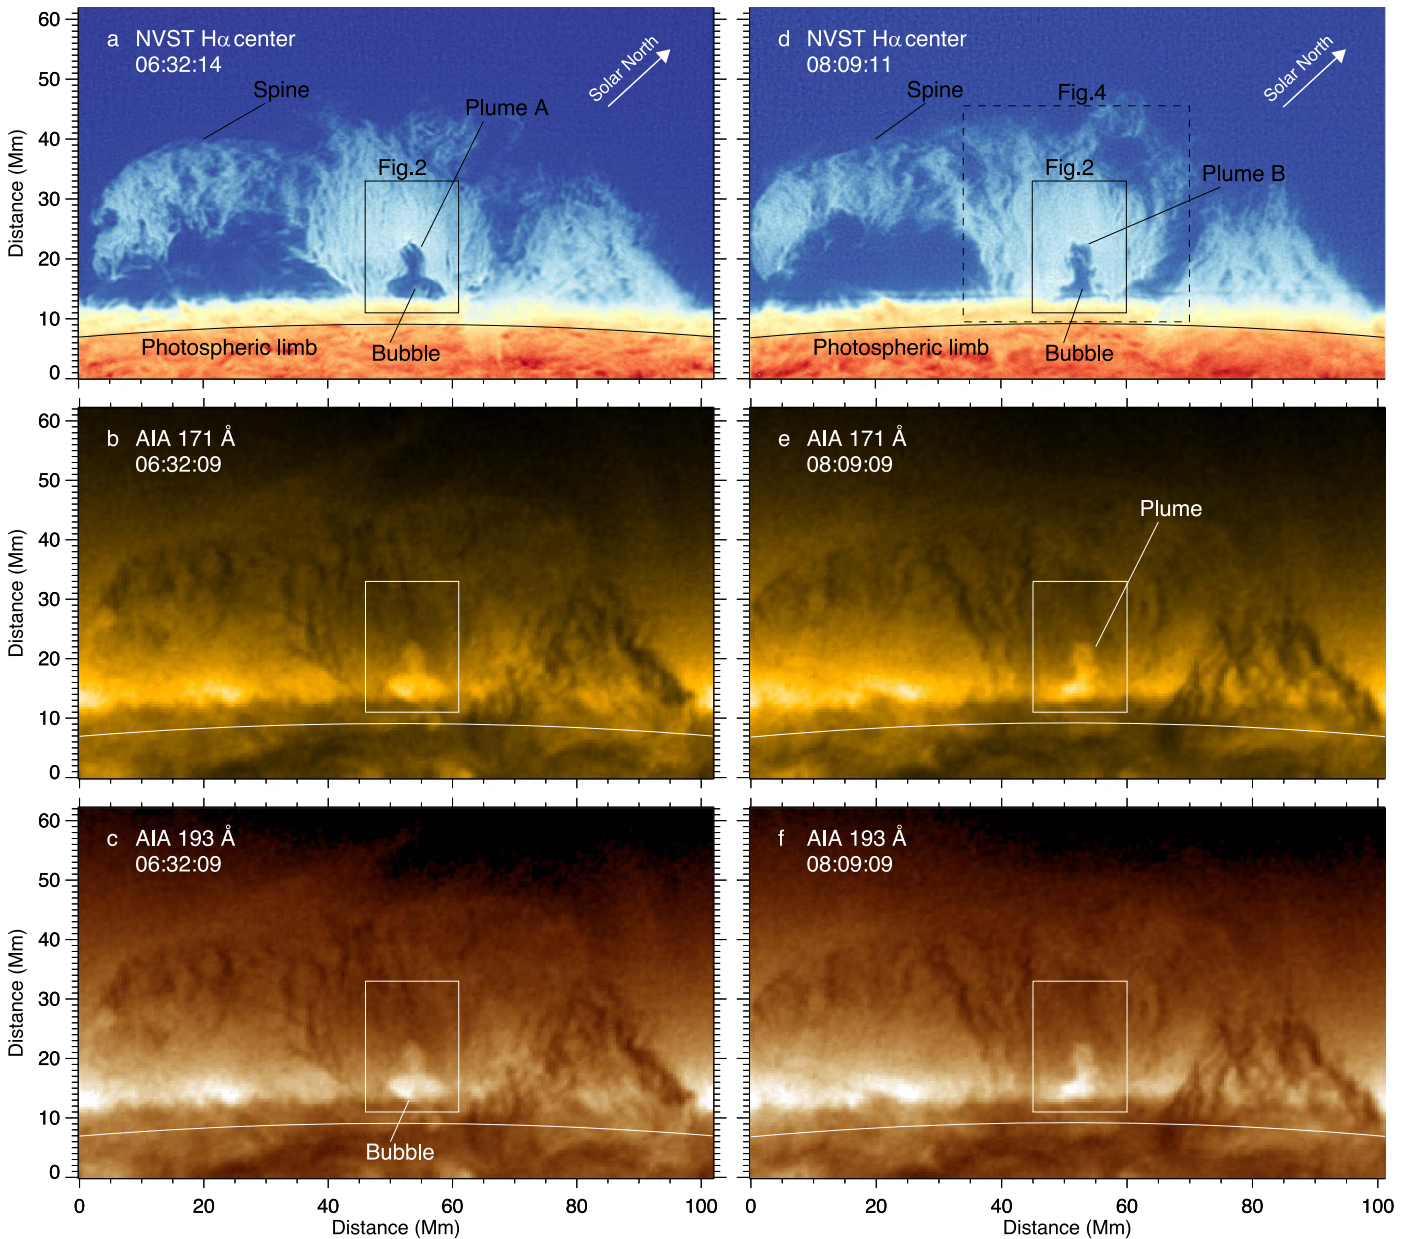 a NVST Hα center
06:32:14
Spine
Plume A
Solar North
Fig.2
Bubble
Photospheric limb
Distance (Mm)
60
50
40
30
20
10
0
d NVST Hα center
08:09:11
Spine
Fig.4
Solar North
Fig.2
Plume B
Bubble
Photospheric limb
b AIA 171 Å
06:32:09
Distance (Mm)
60
50
40
30
20
10
0
e AIA 171 Å
08:09:09
Plume
c AIA 193 Å
06:32:09
Bubble
Distance (Mm)
60
50
40
30
20
10
0
f AIA 193 Å
08:09:09
0 20 40 60 80 100
Distance (Mm)
0 20 40 60 80 100
Distance (Mm)